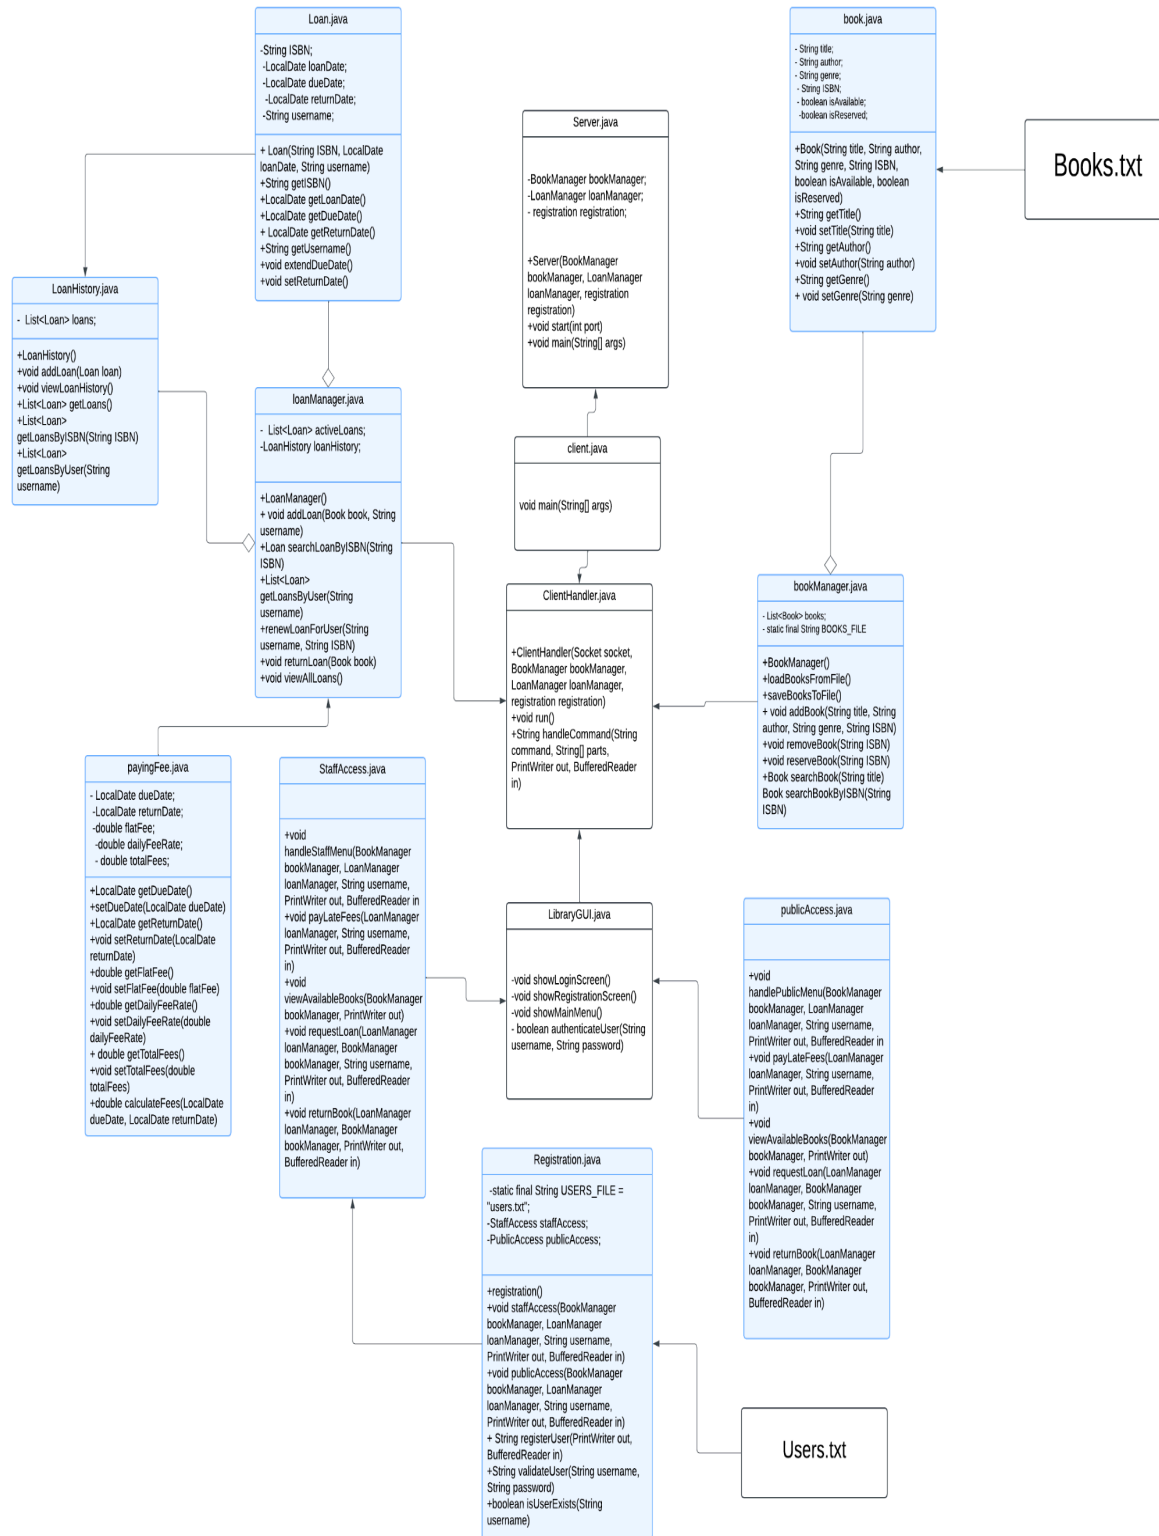 Loan.java
-String ISBN;
-LocalDate loanDate;
-LocalDate dueDate;
-LocalDate returnDate;
-String username;
+ Loan(String ISBN, LocalDate
loanDate, String username)
+String getISBN()
+LocalDate getLoanDate()
+LocalDate getDueDate()
+ LocalDate getReturnDate()
+String getUsername()
+void extendDueDate()
+void setReturnDate()
book.java
- String title;
- String author;
- String genre;
- String ISBN;
- boolean isAvailable;
-boolean isReserved;
+Book(String title, String author,
String genre, String ISBN,
boolean isAvailable, boolean
isReserved)
+String getTitle()
+void setTitle(String title)
+String getAuthor()
+void setAuthor(String author)
+String getGenre()
+ void setGenre(String genre)
Books.txt
Server.java
-BookManager bookManager;
-LoanManager loanManager;
- registration registration;
+Server(BookManager
bookManager, LoanManager
loanManager, registration
registration)
+void start(int port)
+void main(String[] args)
LoanHistory.java
- List<Loan> loans;
+LoanHistory()
+void addLoan(Loan loan)
+void viewLoanHistory()
+List<Loan> getLoans()
+List<Loan>
getLoansByISBN(String ISBN)
+List<Loan>
getLoansByUser(String
username)
loanManager.java
- List<Loan> activeLoans;
-LoanHistory loanHistory;
+LoanManager()
+ void addLoan(Book book, String
username)
+Loan searchLoanByISBN(String
ISBN)
+List<Loan>
getLoansByUser(String
username)
+renewLoanForUser(String
username, String ISBN)
+void returnLoan(Book book)
+void viewAllLoans()
client.java
void main(String[] args)
ClientHandler.java
+ClientHandler(Socket socket,
BookManager bookManager,
LoanManager loanManager,
registration registration)
+void run()
+String handleCommand(String
command, String[] parts,
PrintWriter out, BufferedReader
in)
bookManager.java
- List<Book> books;
- static final String BOOKS_FILE
+BookManager()
+loadBooksFromFile()
+saveBooksToFile()
+ void addBook(String title, String
author, String genre, String ISBN)
+void removeBook(String ISBN)
+void reserveBook(String ISBN)
+Book searchBook(String title)
Book searchBookByISBN(String
ISBN)
payingFee.java
- LocalDate dueDate;
-LocalDate returnDate;
-double flatFee;
-double dailyFeeRate;
- double totalFees;
+LocalDate getDueDate()
+setDueDate(LocalDate dueDate)
+LocalDate getReturnDate()
+void setReturnDate(LocalDate
returnDate)
+double getFlatFee()
+void setFlatFee(double flatFee)
+double getDailyFeeRate()
+void setDailyFeeRate(double
dailyFeeRate)
+ double getTotalFees()
+void setTotalFees(double
totalFees)
+double calculateFees(LocalDate
dueDate, LocalDate returnDate)
StaffAccess.java
+void
handleStaffMenu(BookManager
bookManager, LoanManager
loanManager, String username,
PrintWriter out, BufferedReader in
+void payLateFees(LoanManager
loanManager, String username,
PrintWriter out, BufferedReader
in)
+void
viewAvailableBooks(BookManager
bookManager, PrintWriter out)
+void requestLoan(LoanManager
loanManager, BookManager
bookManager, String username,
PrintWriter out, BufferedReader
in)
+void returnBook(LoanManager
loanManager, BookManager
bookManager, PrintWriter out,
BufferedReader in)
LibraryGUI.java
-void showLoginScreen()
-void showRegistrationScreen()
-void showMainMenu()
- boolean authenticateUser(String
username, String password)
publicAccess.java
+void
handlePublicMenu(BookManager
bookManager, LoanManager
loanManager, String username,
PrintWriter out, BufferedReader in
+void payLateFees(LoanManager
loanManager, String username,
PrintWriter out, BufferedReader
in)
+void
viewAvailableBooks(BookManager
bookManager, PrintWriter out)
+void requestLoan(LoanManager
loanManager, BookManager
bookManager, String username,
PrintWriter out, BufferedReader
in)
+void returnBook(LoanManager
loanManager, BookManager
bookManager, PrintWriter out,
BufferedReader in)
Registration.java
-static final String USERS_FILE =
"users.txt";
-StaffAccess staffAccess;
-PublicAccess publicAccess;
+registration()
+void staffAccess(BookManager
bookManager, LoanManager
loanManager, String username,
PrintWriter out, BufferedReader in)
+void publicAccess(BookManager
bookManager, LoanManager
loanManager, String username,
PrintWriter out, BufferedReader in)
+ String registerUser(PrintWriter out,
BufferedReader in)
+String validateUser(String username,
String password)
+boolean isUserExists(String
username)
Users.txt